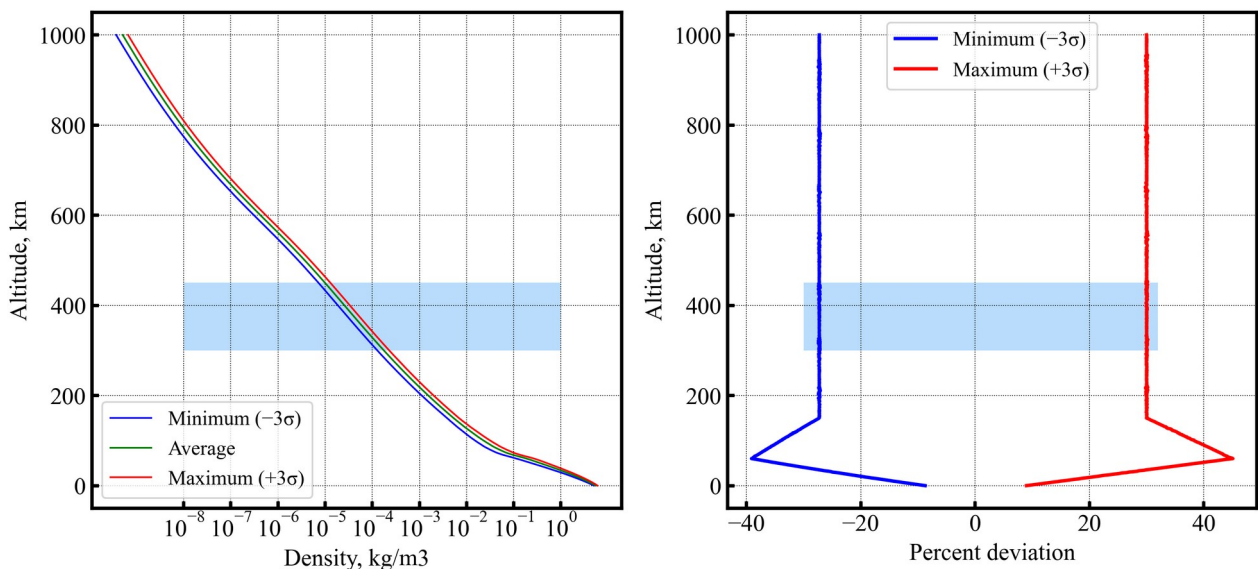 1000
800
600
400
200
0
Altitude, km
Minimum (−3σ)
Average
Maximum (+3σ)
10⁻⁸ 10⁻⁷ 10⁻⁶ 10⁻⁵ 10⁻⁴ 10⁻³ 10⁻² 10⁻¹ 10⁰
Density, kg/m3
1000
800
600
400
200
0
Altitude, km
Minimum (−3σ)
Maximum (+3σ)
−40 −20 0 20 40
Percent deviation